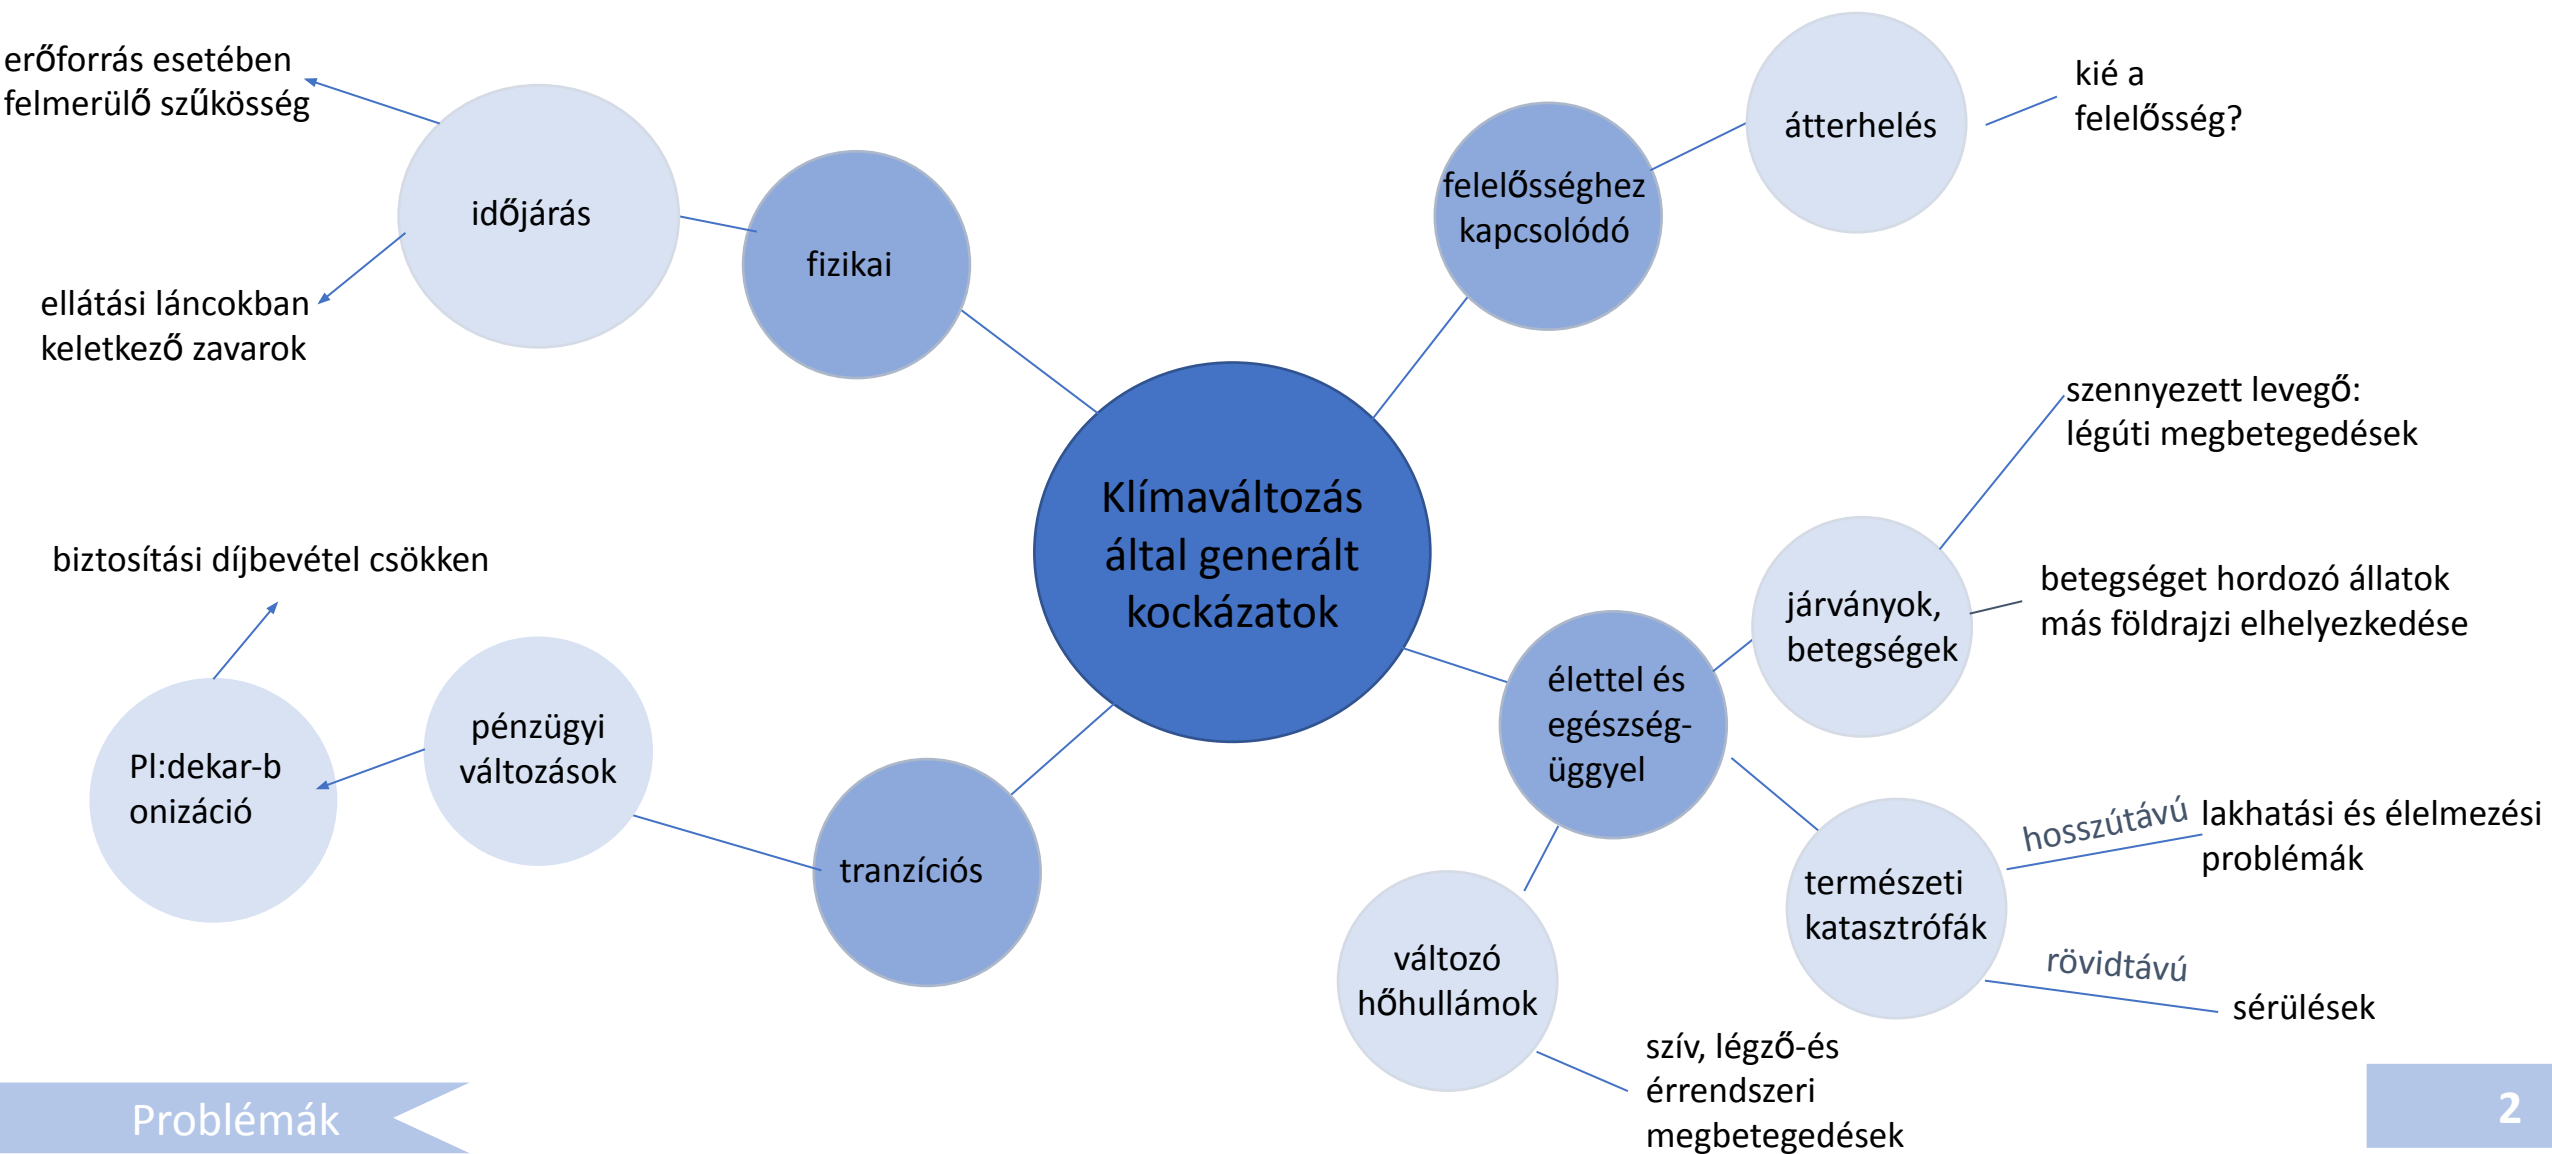 erőforrás esetében
felmerülő szűkösség
időjárás
ellátási láncokban
keletkező zavarok
fizikai
felelősséghez
kapcsolódó
átterhelés
kié a
felelősség?
Klímaváltozás
által generált
kockázatok
szennyezett levegő:
légúti megbetegedések
járványok,
betegségek
betegséget hordozó állatok
más földrajzi elhelyezkedése
élettel és
egészség-
üggyel
természeti
katasztrófák
hosszútávú
lakhatási és élelmezési
problémák
rövidtávú
sérülések
változó
hőhullámok
szív, légző-és
érrendszeri
megbetegedések
biztosítási díjbevétel csökken
Pl:dekar-b
onizáció
pénzügyi
változások
tranzíciós
Problémák
2